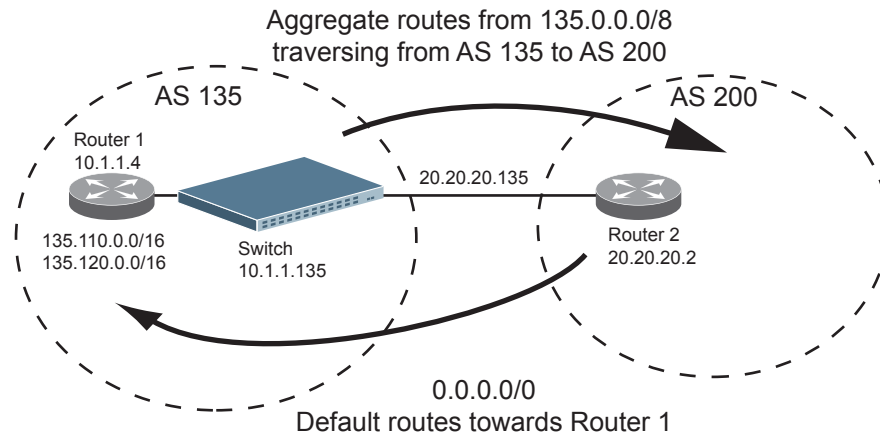 Aggregate routes from 135.0.0.0/8
traversing from AS 135 to AS 200
AS 135
AS 200
Router 1
10.1.1.4
20.20.20.135
135.110.0.0/16
135.120.0.0/16
Switch
10.1.1.135
Router 2
20.20.20.2
0.0.0.0/0
Default routes towards Router 1